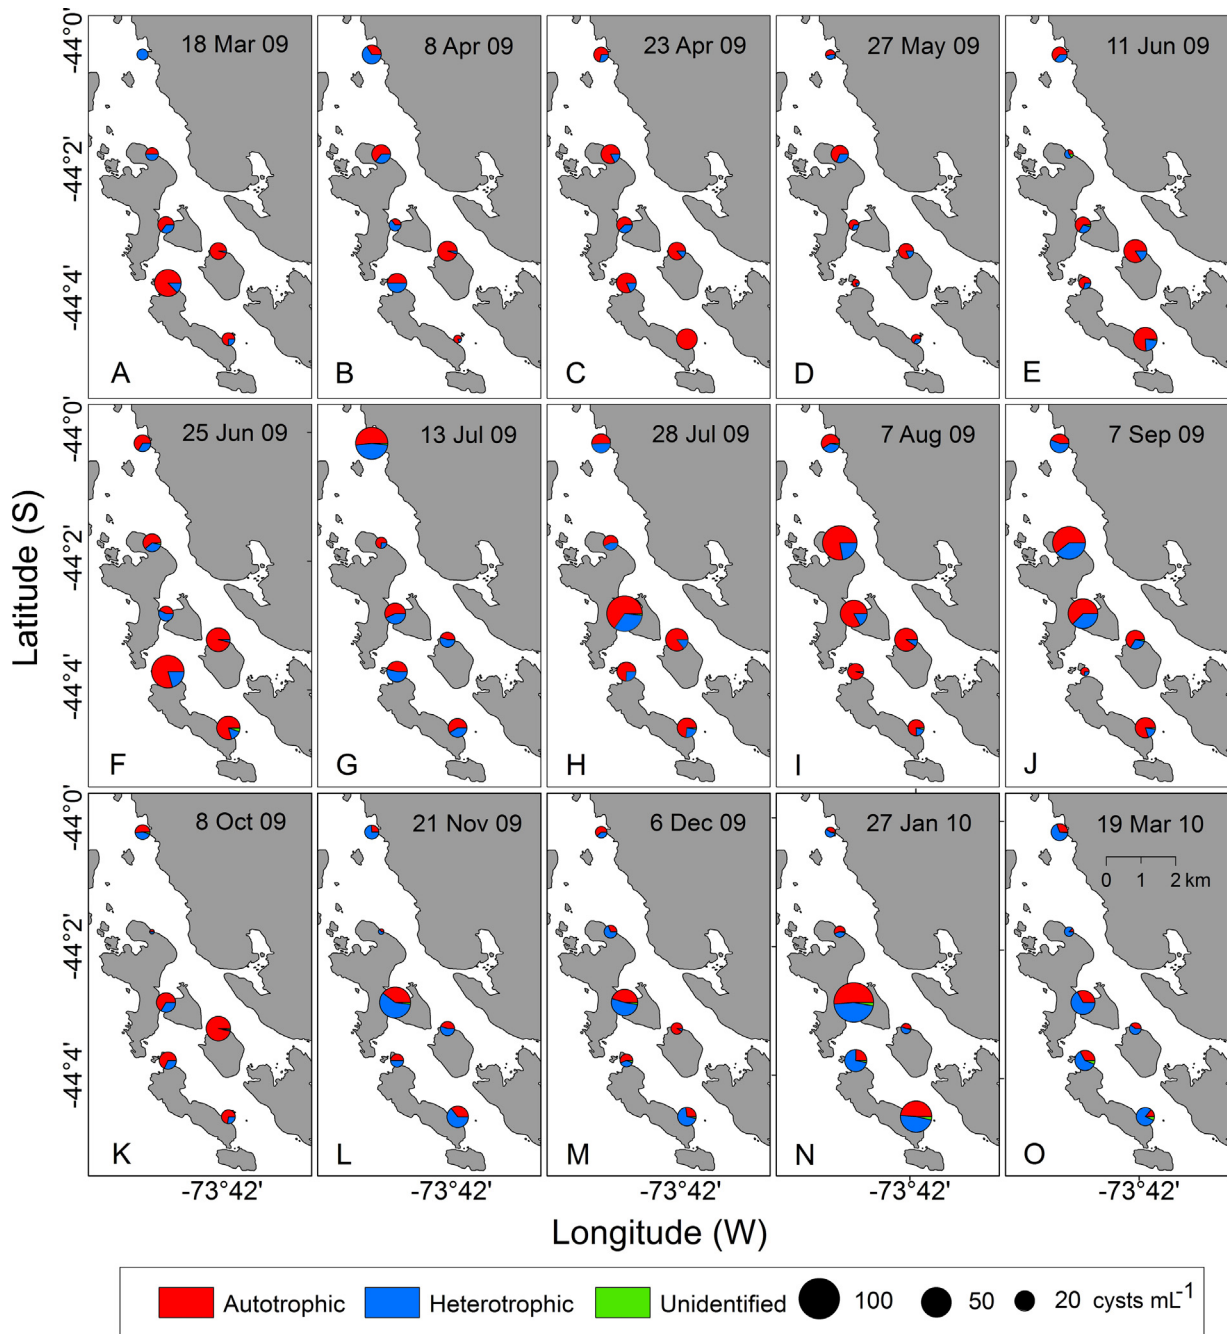 18 Mar 09
8 Apr 09
23 Apr 09
27 May 09
11 Jun 09
-44°0'
-44°2'
-44°4'
A
B
C
D
E
25 Jun 09
13 Jul 09
28 Jul 09
7 Aug 09
7 Sep 09
-44°0'
-44°2'
-44°4'
Latitude (S)
F
G
H
I
J
8 Oct 09
21 Nov 09
6 Dec 09
27 Jan 10
19 Mar 10
0 1 2 km
-44°0'
-44°2'
-44°4'
K
L
M
N
O
-73°42'
-73°42'
-73°42'
-73°42'
-73°42'
Longitude (W)
Autotrophic Heterotrophic Unidentified 100 50 20 cysts mL⁻¹